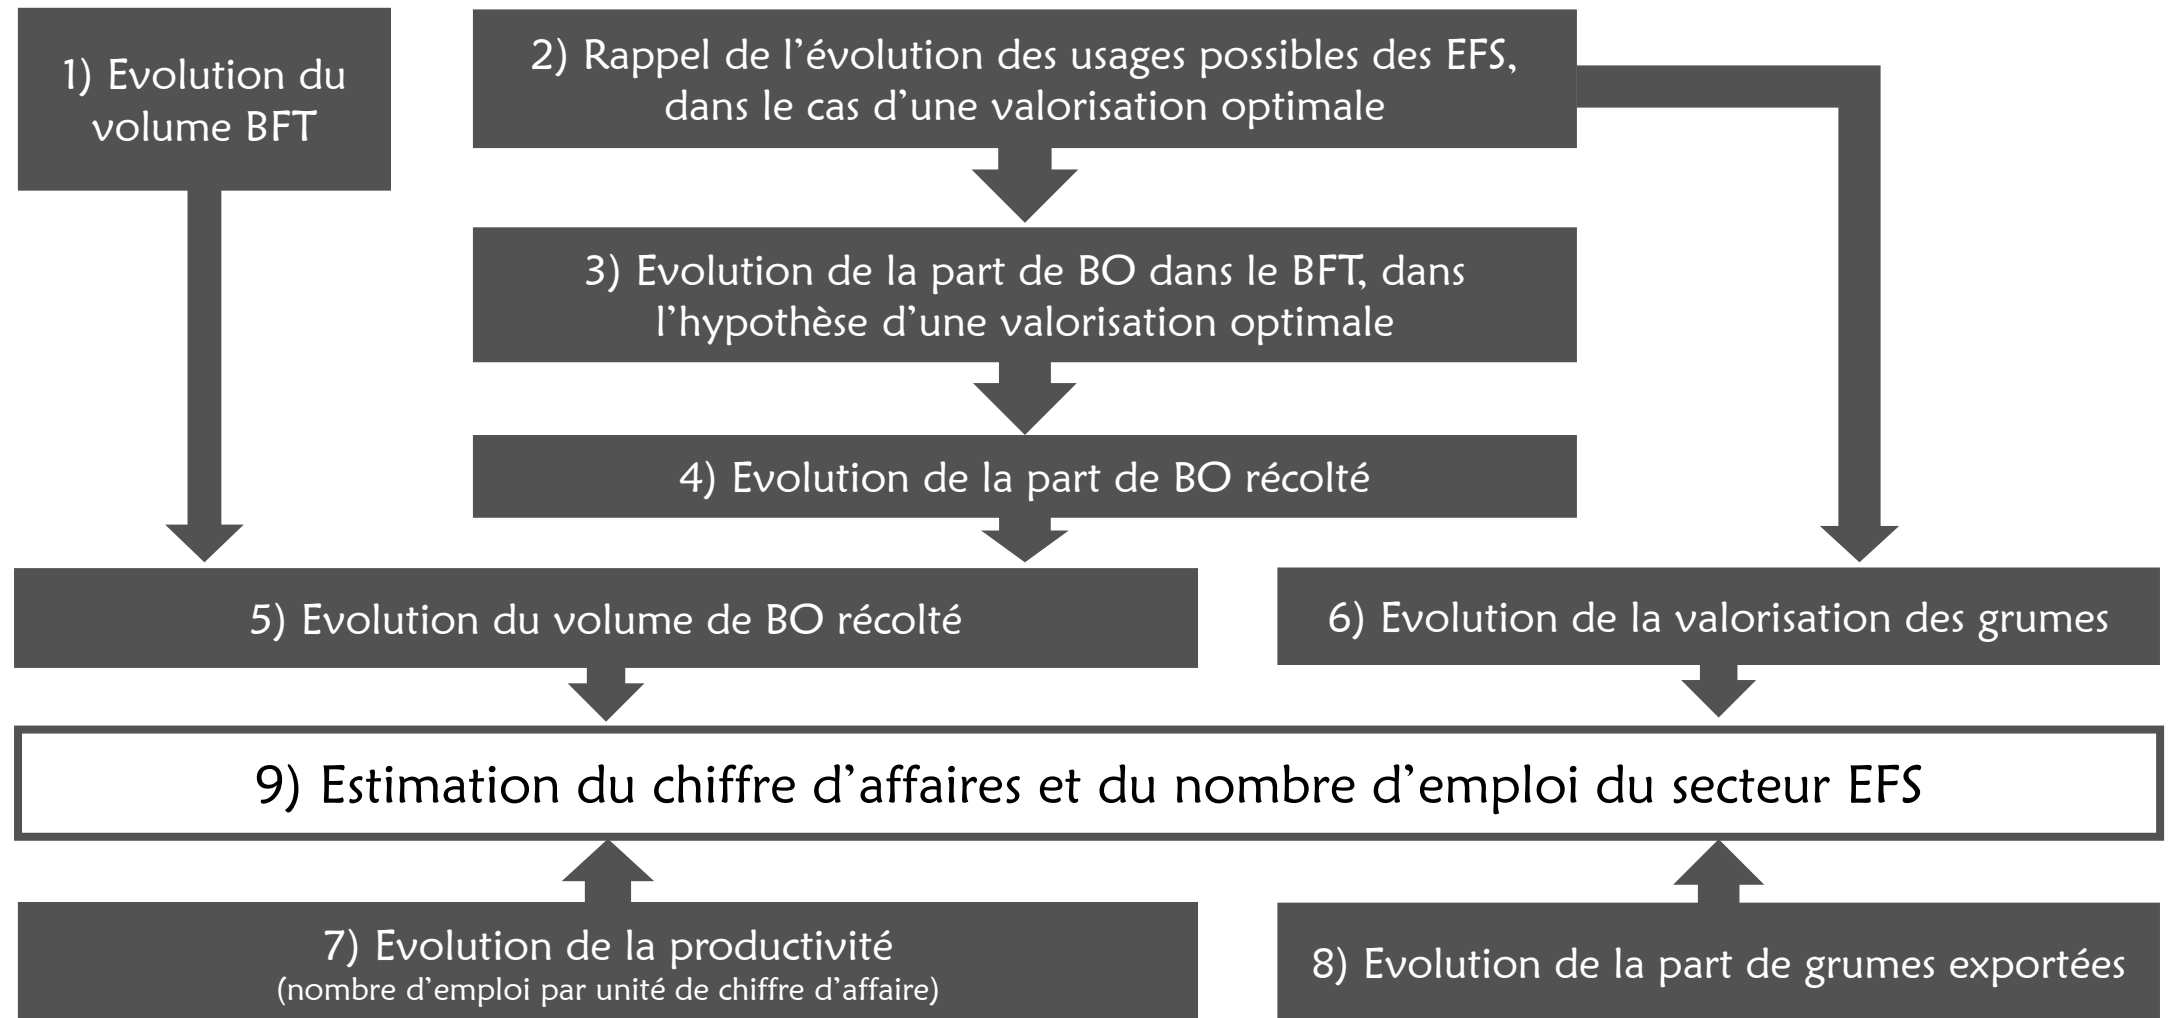 1) Evolution du
volume BFT
2) Rappel de l’évolution des usages possibles des EFS,
dans le cas d’une valorisation optimale
3) Evolution de la part de BO dans le BFT, dans
l’hypothèse d’une valorisation optimale
4) Evolution de la part de BO récolté
5) Evolution du volume de BO récolté
6) Evolution de la valorisation des grumes
9) Estimation du chiffre d’affaires et du nombre d’emploi du secteur EFS
7) Evolution de la productivité
(nombre d’emploi par unité de chiffre d’affaire)
8) Evolution de la part de grumes exportées